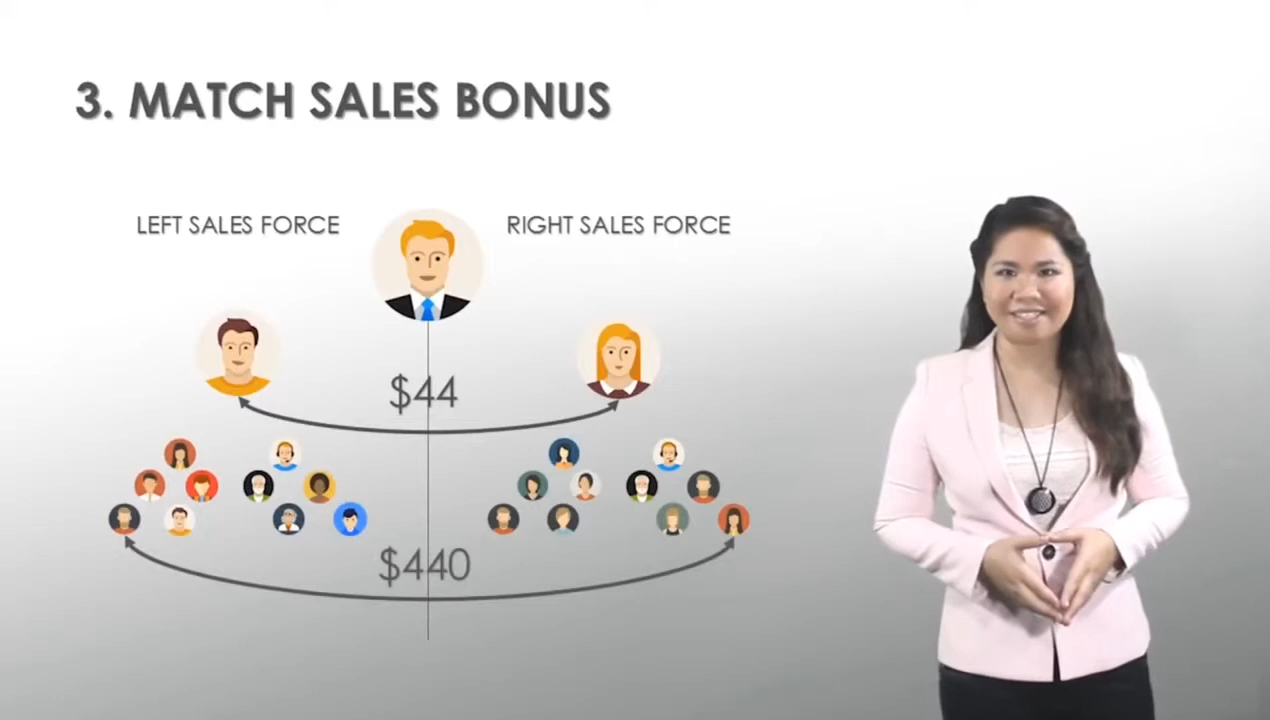 3. MATCH SALES BONUS
LEFT SALES FORCE
RIGHT SALES FORCE
$44
$440